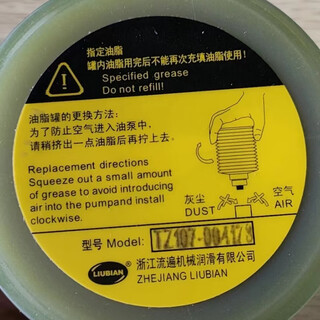 指定油脂
罐内油脂用完后不能再次充填油脂使用!
Specified grease
Do not refill!
油脂罐的更换方法:
为了防止空气进入油泵中,
请稍挤出一点油脂后再拧上去。
Replacement directions
Squeeze out a small amount
of grease to avoid introducing
air into the pumpand install
clockwise.
灰尘 空气
DUST AIR
型号 Model: TZ107-004178
LIUBIAN
浙江流遍机械润滑有限公司
ZHEJIANG LIUBIAN